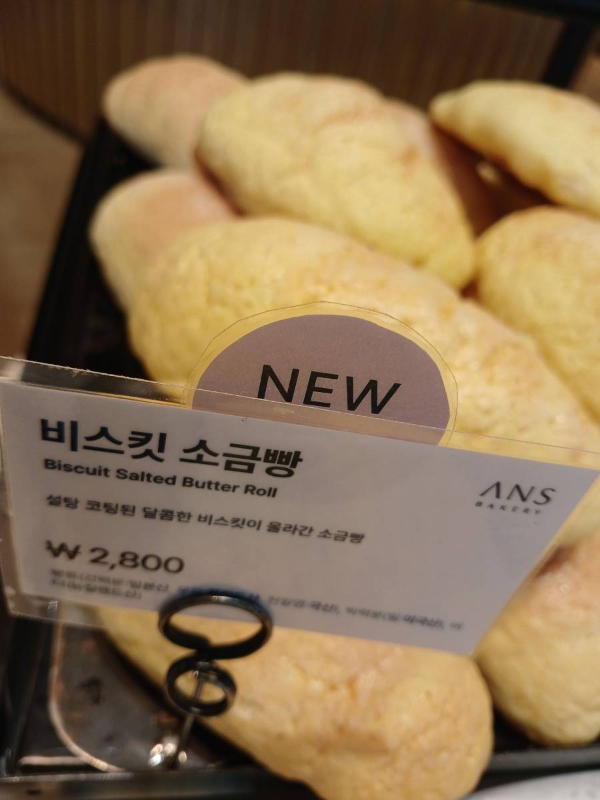 NEW
비스킷 소금빵
Biscuit Salted Butter Roll
설탕 코팅된 달콤한 비스킷이 올라간 소금빵
₩ 2,800
ANS
BAKERY